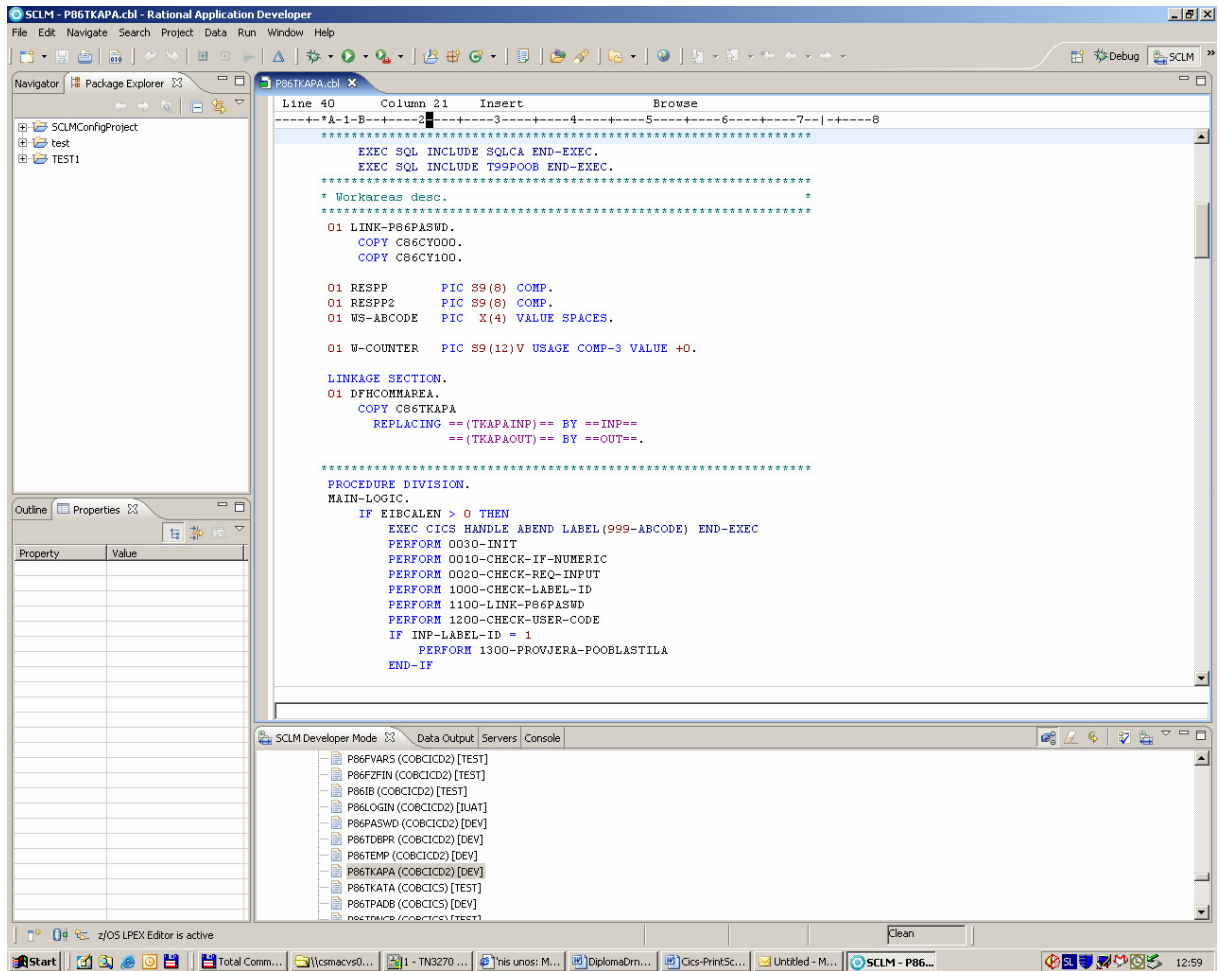 SCLM - P86TKAPA.cbl - Rational Application Developer
File Edit Navigate Search Project Data Run Window Help
Debug SCLM »
Navigator Package Explorer
SCLMConfigProject
test
TEST1
P86TKAPA.cbl
Line 40 Column 21 Insert Browse
----+-*A-1-B--+----2----+----3----+----4----+----5----+----6----+----7--|-+----8
*****************************************************************
EXEC SQL INCLUDE SQLCA END-EXEC.
EXEC SQL INCLUDE T99POOB END-EXEC.
*****************************************************************
* Workareas desc. *
*****************************************************************
01 LINK-P86PASWD.
COPY C86CY000.
COPY C86CY100.
01 RESPP PIC S9(8) COMP.
01 RESPP2 PIC S9(8) COMP.
01 WS-ABCODE PIC X(4) VALUE SPACES.
01 W-COUNTER PIC S9(12)V USAGE COMP-3 VALUE +0.
LINKAGE SECTION.
01 DFHCOMMAREA.
COPY C86TKAPA
REPLACING ==(TKAPAINP)== BY ==INP==
==(TKAPAOUT)== BY ==OUT==.
*****************************************************************
PROCEDURE DIVISION.
MAIN-LOGIC.
IF EIBCALEN > 0 THEN
EXEC CICS HANDLE ABEND LABEL(999-ABCODE) END-EXEC
PERFORM 0030-INIT
PERFORM 0010-CHECK-IF-NUMERIC
PERFORM 0020-CHECK-REQ-INPUT
PERFORM 1000-CHECK-LABEL-ID
PERFORM 1100-LINK-P86PASWD
PERFORM 1200-CHECK-USER-CODE
IF INP-LABEL-ID = 1
PERFORM 1300-PROVJERA-POOBLASTILA
END-IF
Outline Properties
Property Value
SCLM Developer Mode Data Output Servers Console
P86FVARS (COBCICD2) [TEST]
P86FZFIN (COBCICD2) [TEST]
P86IB (COBCICD2) [TEST]
P86LOGIN (COBCICD2) [IUAT]
P86PASWD (COBCICD2) [DEV]
P86TDBPR (COBCICD2) [DEV]
P86TEMP (COBCICD2) [DEV]
P86TKAPA (COBCICD2) [DEV]
P86TKATA (COBCICS) [TEST]
P86TPADB (COBCICS) [DEV]
z/OS LPEX Editor is active
Clean
Start Total Comm... \\csmacvs0... 1 - TN3270 ... 'nis unos: M... DiplomaDrn... Cics-PrintSc... Untitled - M... SCLM - P86... SL 12:59